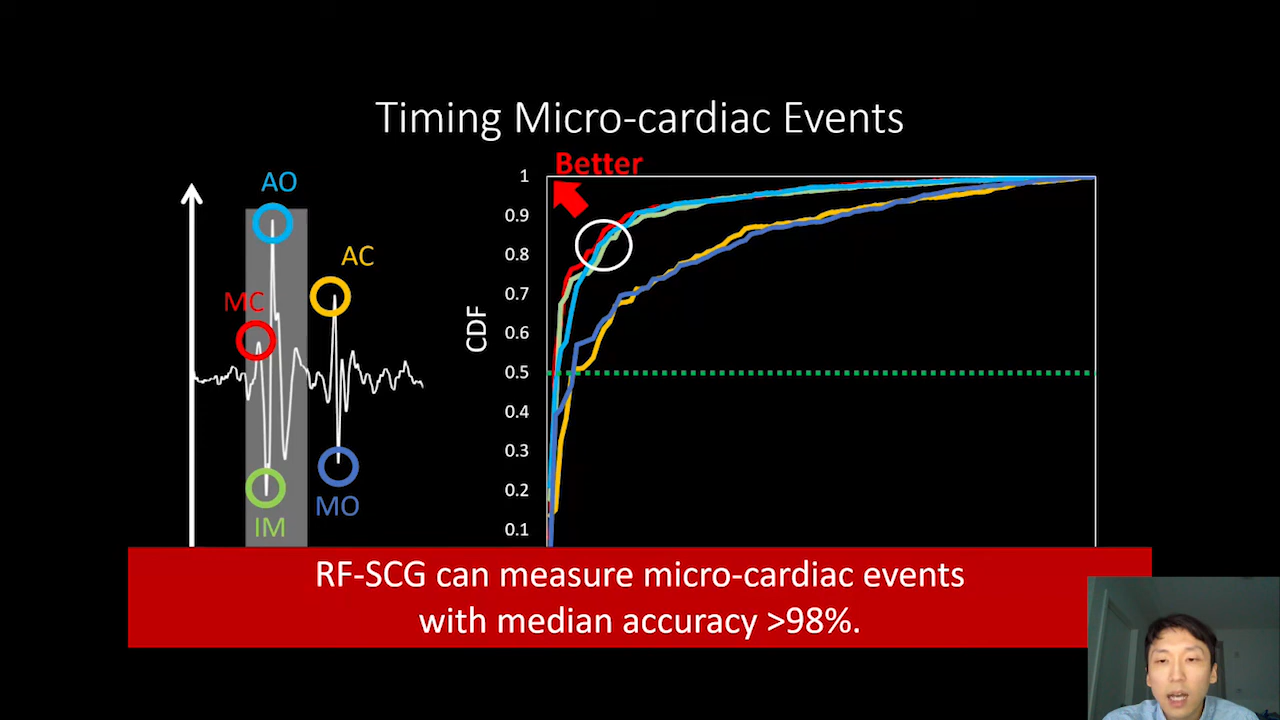 Timing Micro-cardiac Events
AO
AC
MC
IM
MO
Better
CDF
1
0.9
0.8
0.7
0.6
0.5
0.4
0.3
0.2
0.1
RF-SCG can measure micro-cardiac events
with median accuracy >98%.